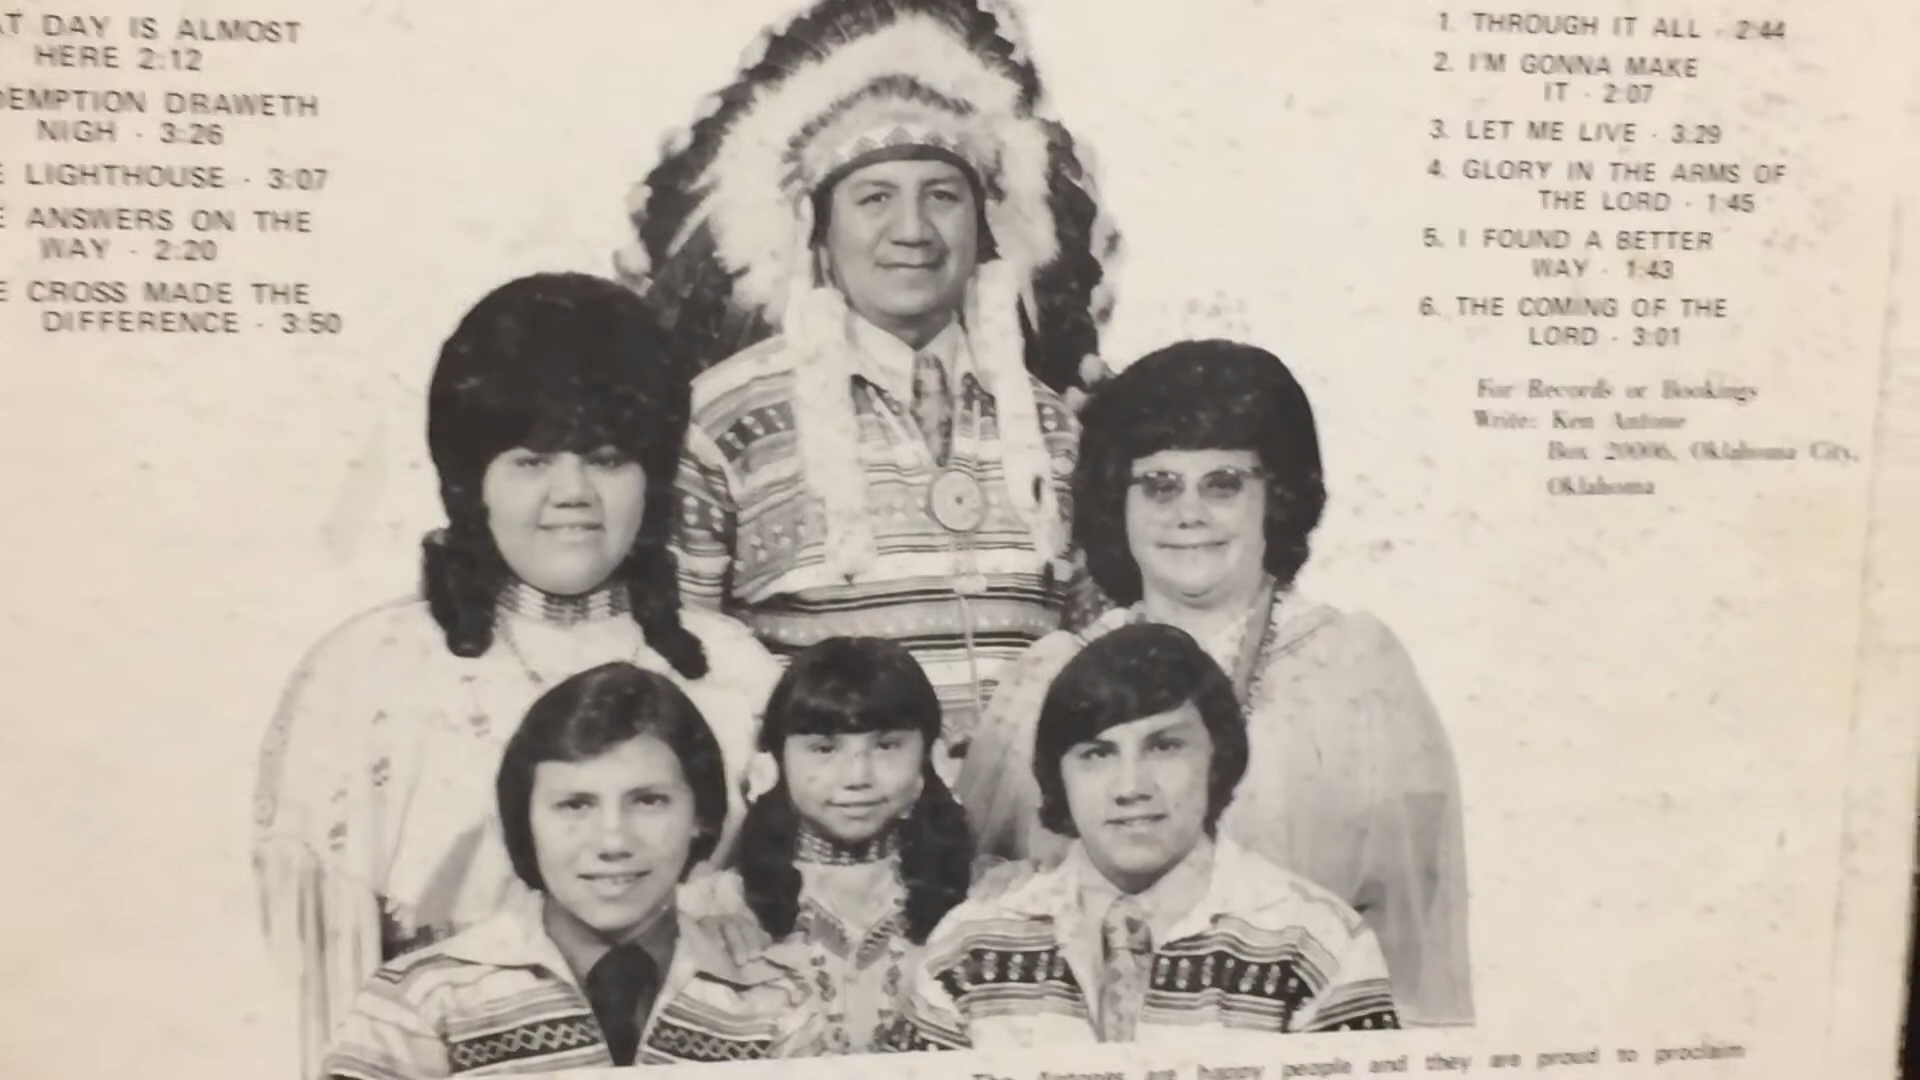 T DAY IS ALMOST
HERE 2:12
EMPTION DRAWETH
NIGH · 3:26
E LIGHTHOUSE · 3:07
E ANSWERS ON THE
WAY · 2:20
E CROSS MADE THE
DIFFERENCE · 3:50
1. THROUGH IT ALL · 2:44
2. I'M GONNA MAKE
IT · 2:07
3. LET ME LIVE · 3:29
4. GLORY IN THE ARMS OF
THE LORD · 1:45
5. I FOUND A BETTER
WAY · 1:43
6. THE COMING OF THE
LORD · 3:01
For Records or Bookings
Write: Ken Antone
Box 20006, Oklahoma City,
Oklahoma
The Antones are happy people and they are proud to proclaim